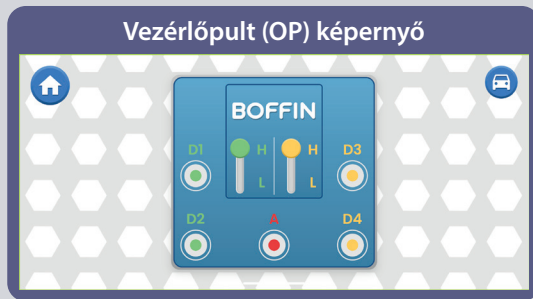 Vezérlőpult (OP) képernyő
BOFFIN
D1 H H D3
L L
D2 A D4